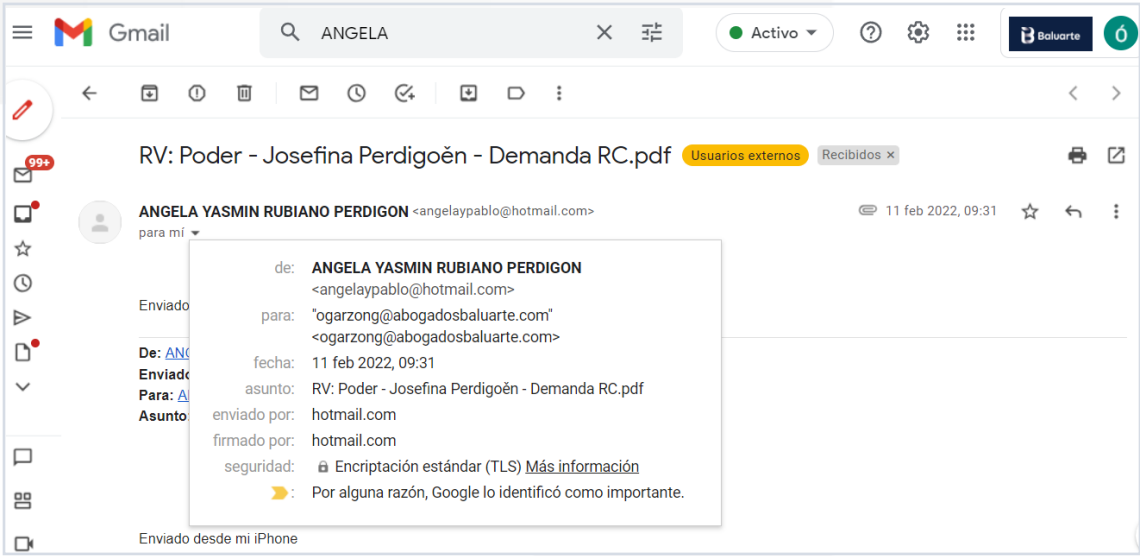 Gmail
ANGELA
Activo
Baluarte
Ó
99+
RV: Poder - Josefina Perdigoěn - Demanda RC.pdf
Usuarios externos
Recibidos ×
ANGELA YASMIN RUBIANO PERDIGON <angelaypablo@hotmail.com>
11 feb 2022, 09:31
para mí
de: ANGELA YASMIN RUBIANO PERDIGON
<angelaypablo@hotmail.com>
para: "ogarzong@abogadosbaluarte.com"
<ogarzong@abogadosbaluarte.com>
fecha: 11 feb 2022, 09:31
asunto: RV: Poder - Josefina Perdigoěn - Demanda RC.pdf
enviado por: hotmail.com
firmado por: hotmail.com
seguridad: Encriptación estándar (TLS) Más información
: Por alguna razón, Google lo identificó como importante.
Enviado
De: ANG
Enviado
Para: A
Asunto:
Enviado desde mi iPhone